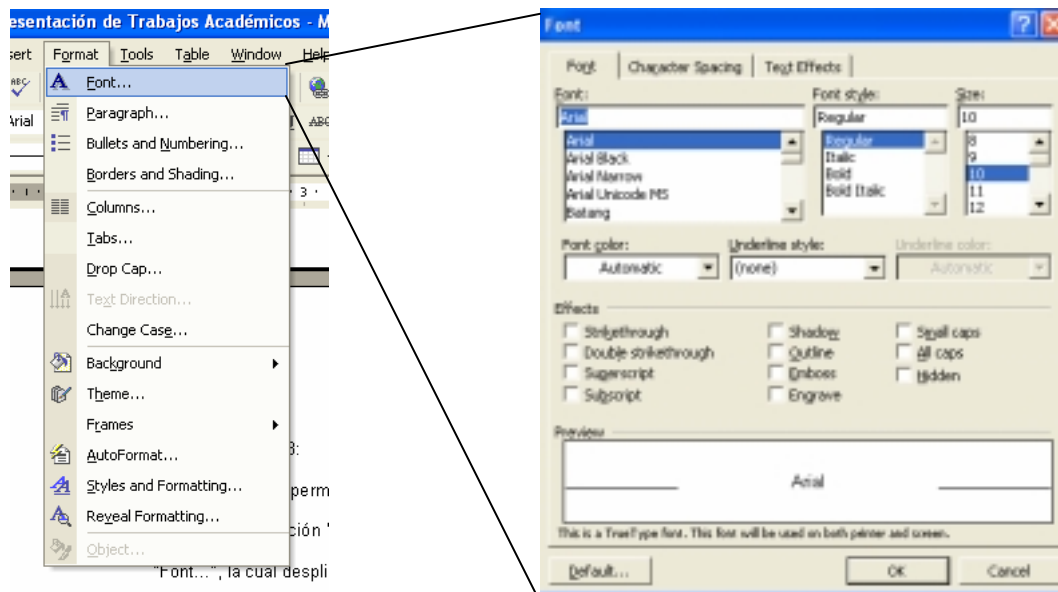 esentación de Trabajos Académicos - M
sert Format Tools Table Window Help
ABC
Arial
ABC
3
Font...
Paragraph...
Bullets and Numbering...
Borders and Shading...
Columns...
Tabs...
Drop Cap...
Text Direction...
Change Case...
Background
Theme...
Frames
AutoFormat...
Styles and Formatting...
Reveal Formatting...
Object...
3:
perm
ción "
"Font...", la cual despli
Font
Font Character Spacing Text Effects
Font: Font style: Size:
Arial Regular 10
Arial Regular 8
Arial Black Italic 9
Arial Narrow Bold 10
Arial Unicode MS Bold Italic 11
Batang 12
Font color: Underline style: Underline color:
Automatic (none) Automatic
Effects
Strikethrough Shadow Small caps
Double strikethrough Outline All caps
Superscript Emboss Hidden
Subscript Engrave
Preview
Arial
This is a TrueType font. This font will be used on both printer and screen.
Default... OK Cancel